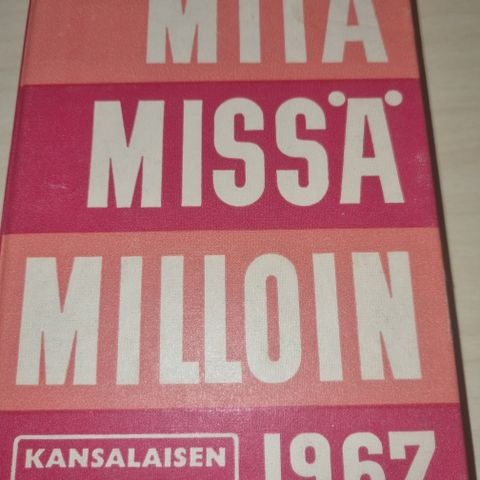 MITÄ
MISSÄ
MILLOIN
KANSALAISEN
1967